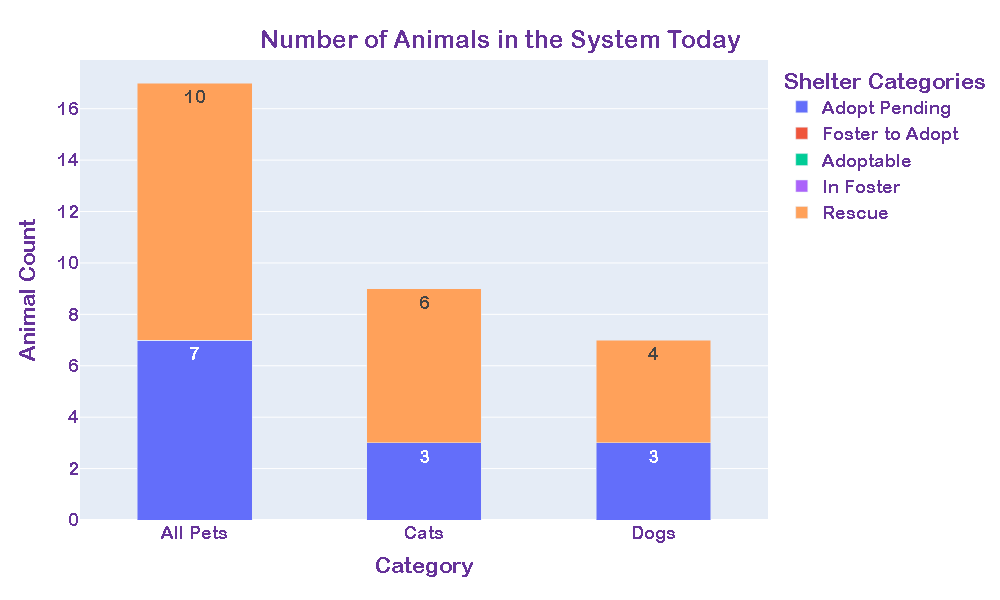 Number of Animals in the System Today
Shelter Categories
Adopt Pending
Foster to Adopt
Adoptable
In Foster
Rescue
Animal Count
16
14
12
10
8
6
4
2
0
10
7
6
3
4
3
All Pets
Cats
Dogs
Category